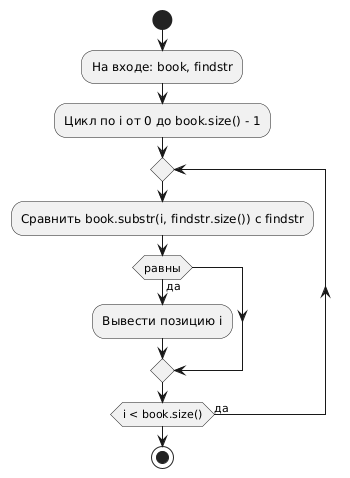 На входе: book, findstr
Цикл по i от 0 до book.size() - 1
Сравнить book.substr(i, findstr.size()) с findstr
равны
да
Вывести позицию i
i < book.size()
да